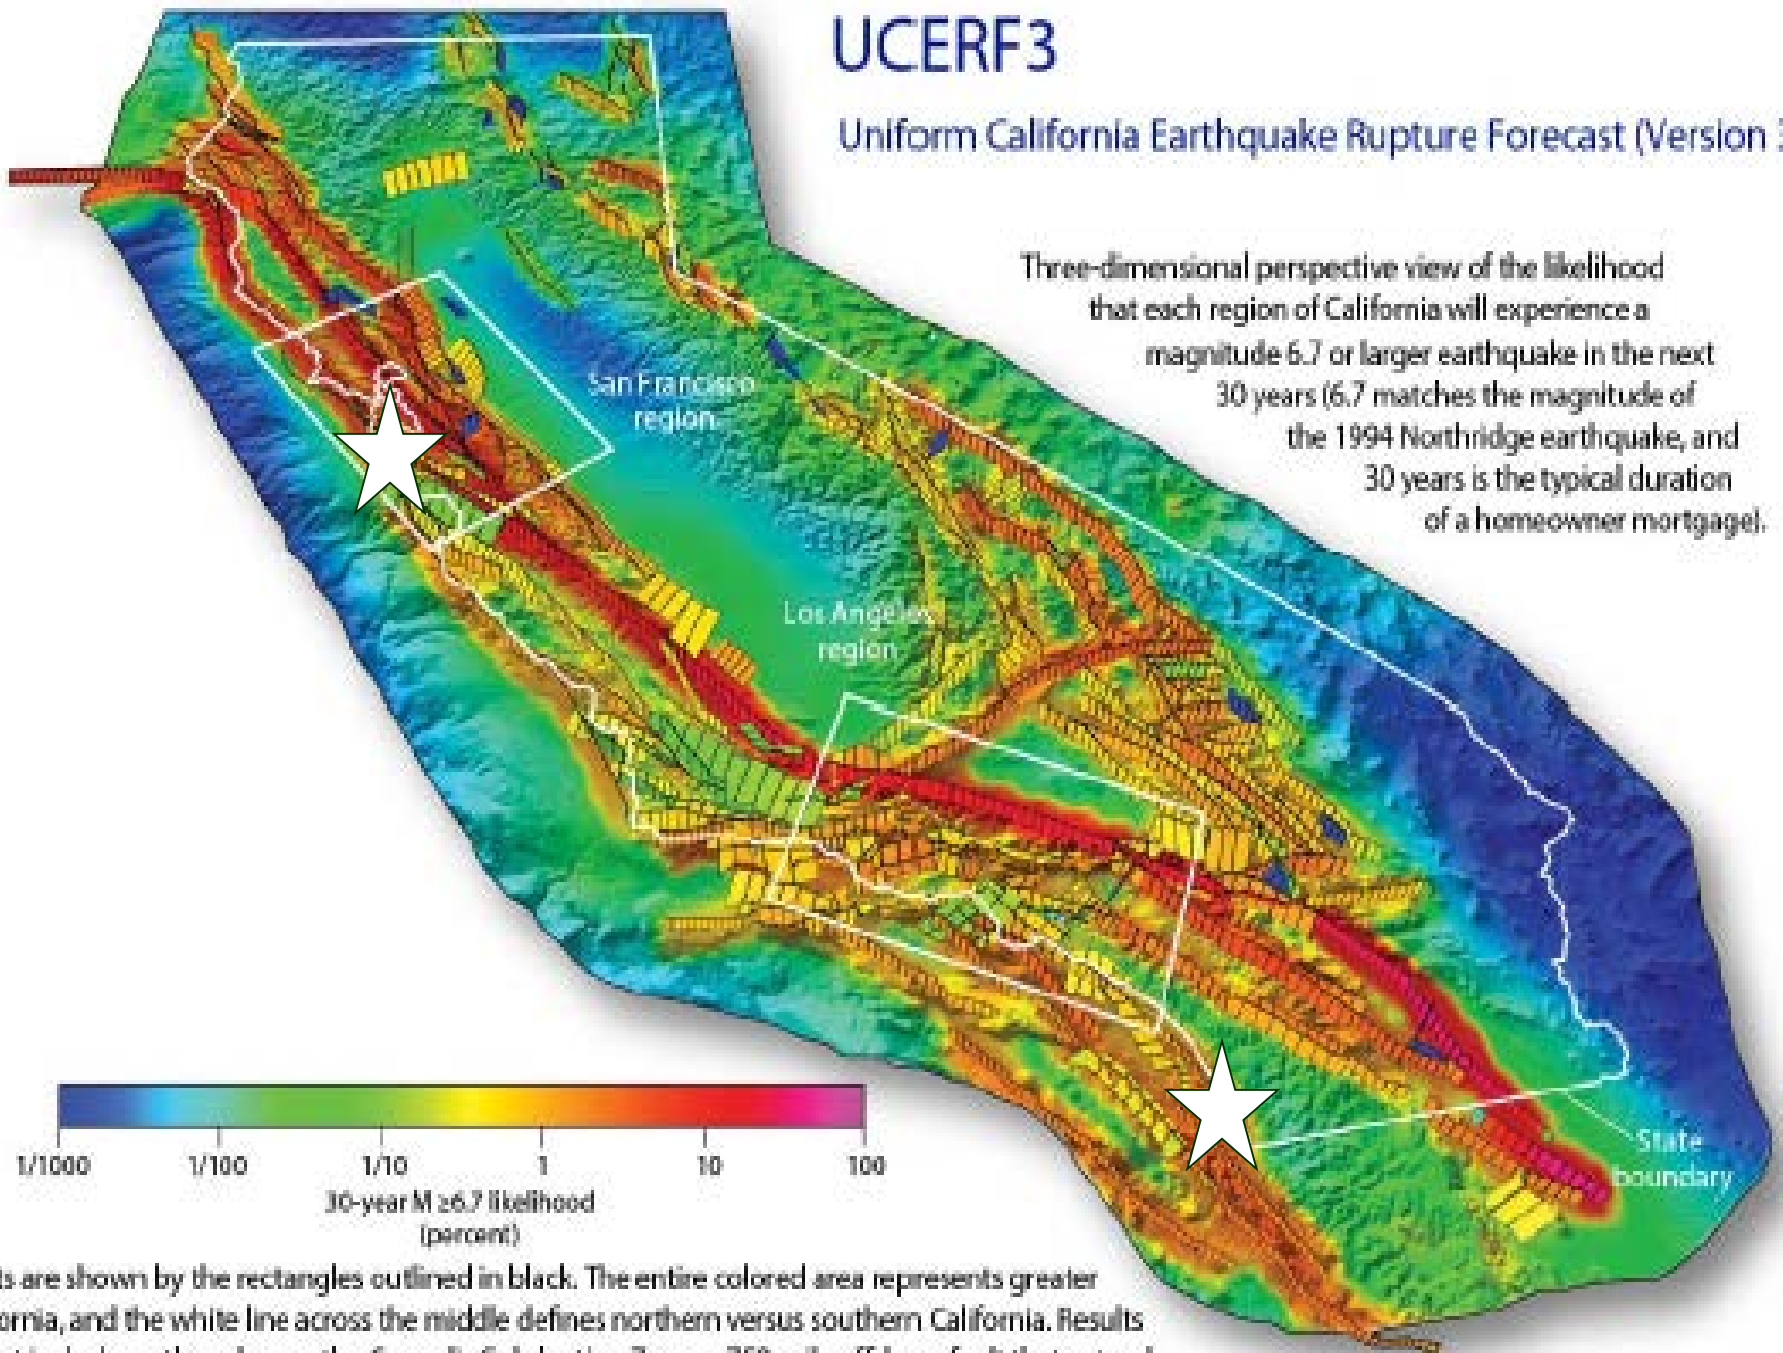 UCERF3
Uniform California Earthquake Rupture Forecast (Version
Three-dimensional perspective view of the likelihood
that each region of California will experience a
magnitude 6.7 or larger earthquake in the next
30 years (6.7 matches the magnitude of
the 1994 Northridge earthquake, and
30 years is the typical duration
of a homeowner mortgage).
San Francisco
region
Los Angeles
region
State
boundary
1/1000 1/100 1/10 1 10 100
30-year M ≥6.7 likelihood
(percent)
ts are shown by the rectangles outlined in black. The entire colored area represents greater
ornia, and the white line across the middle defines northern versus southern California. Results